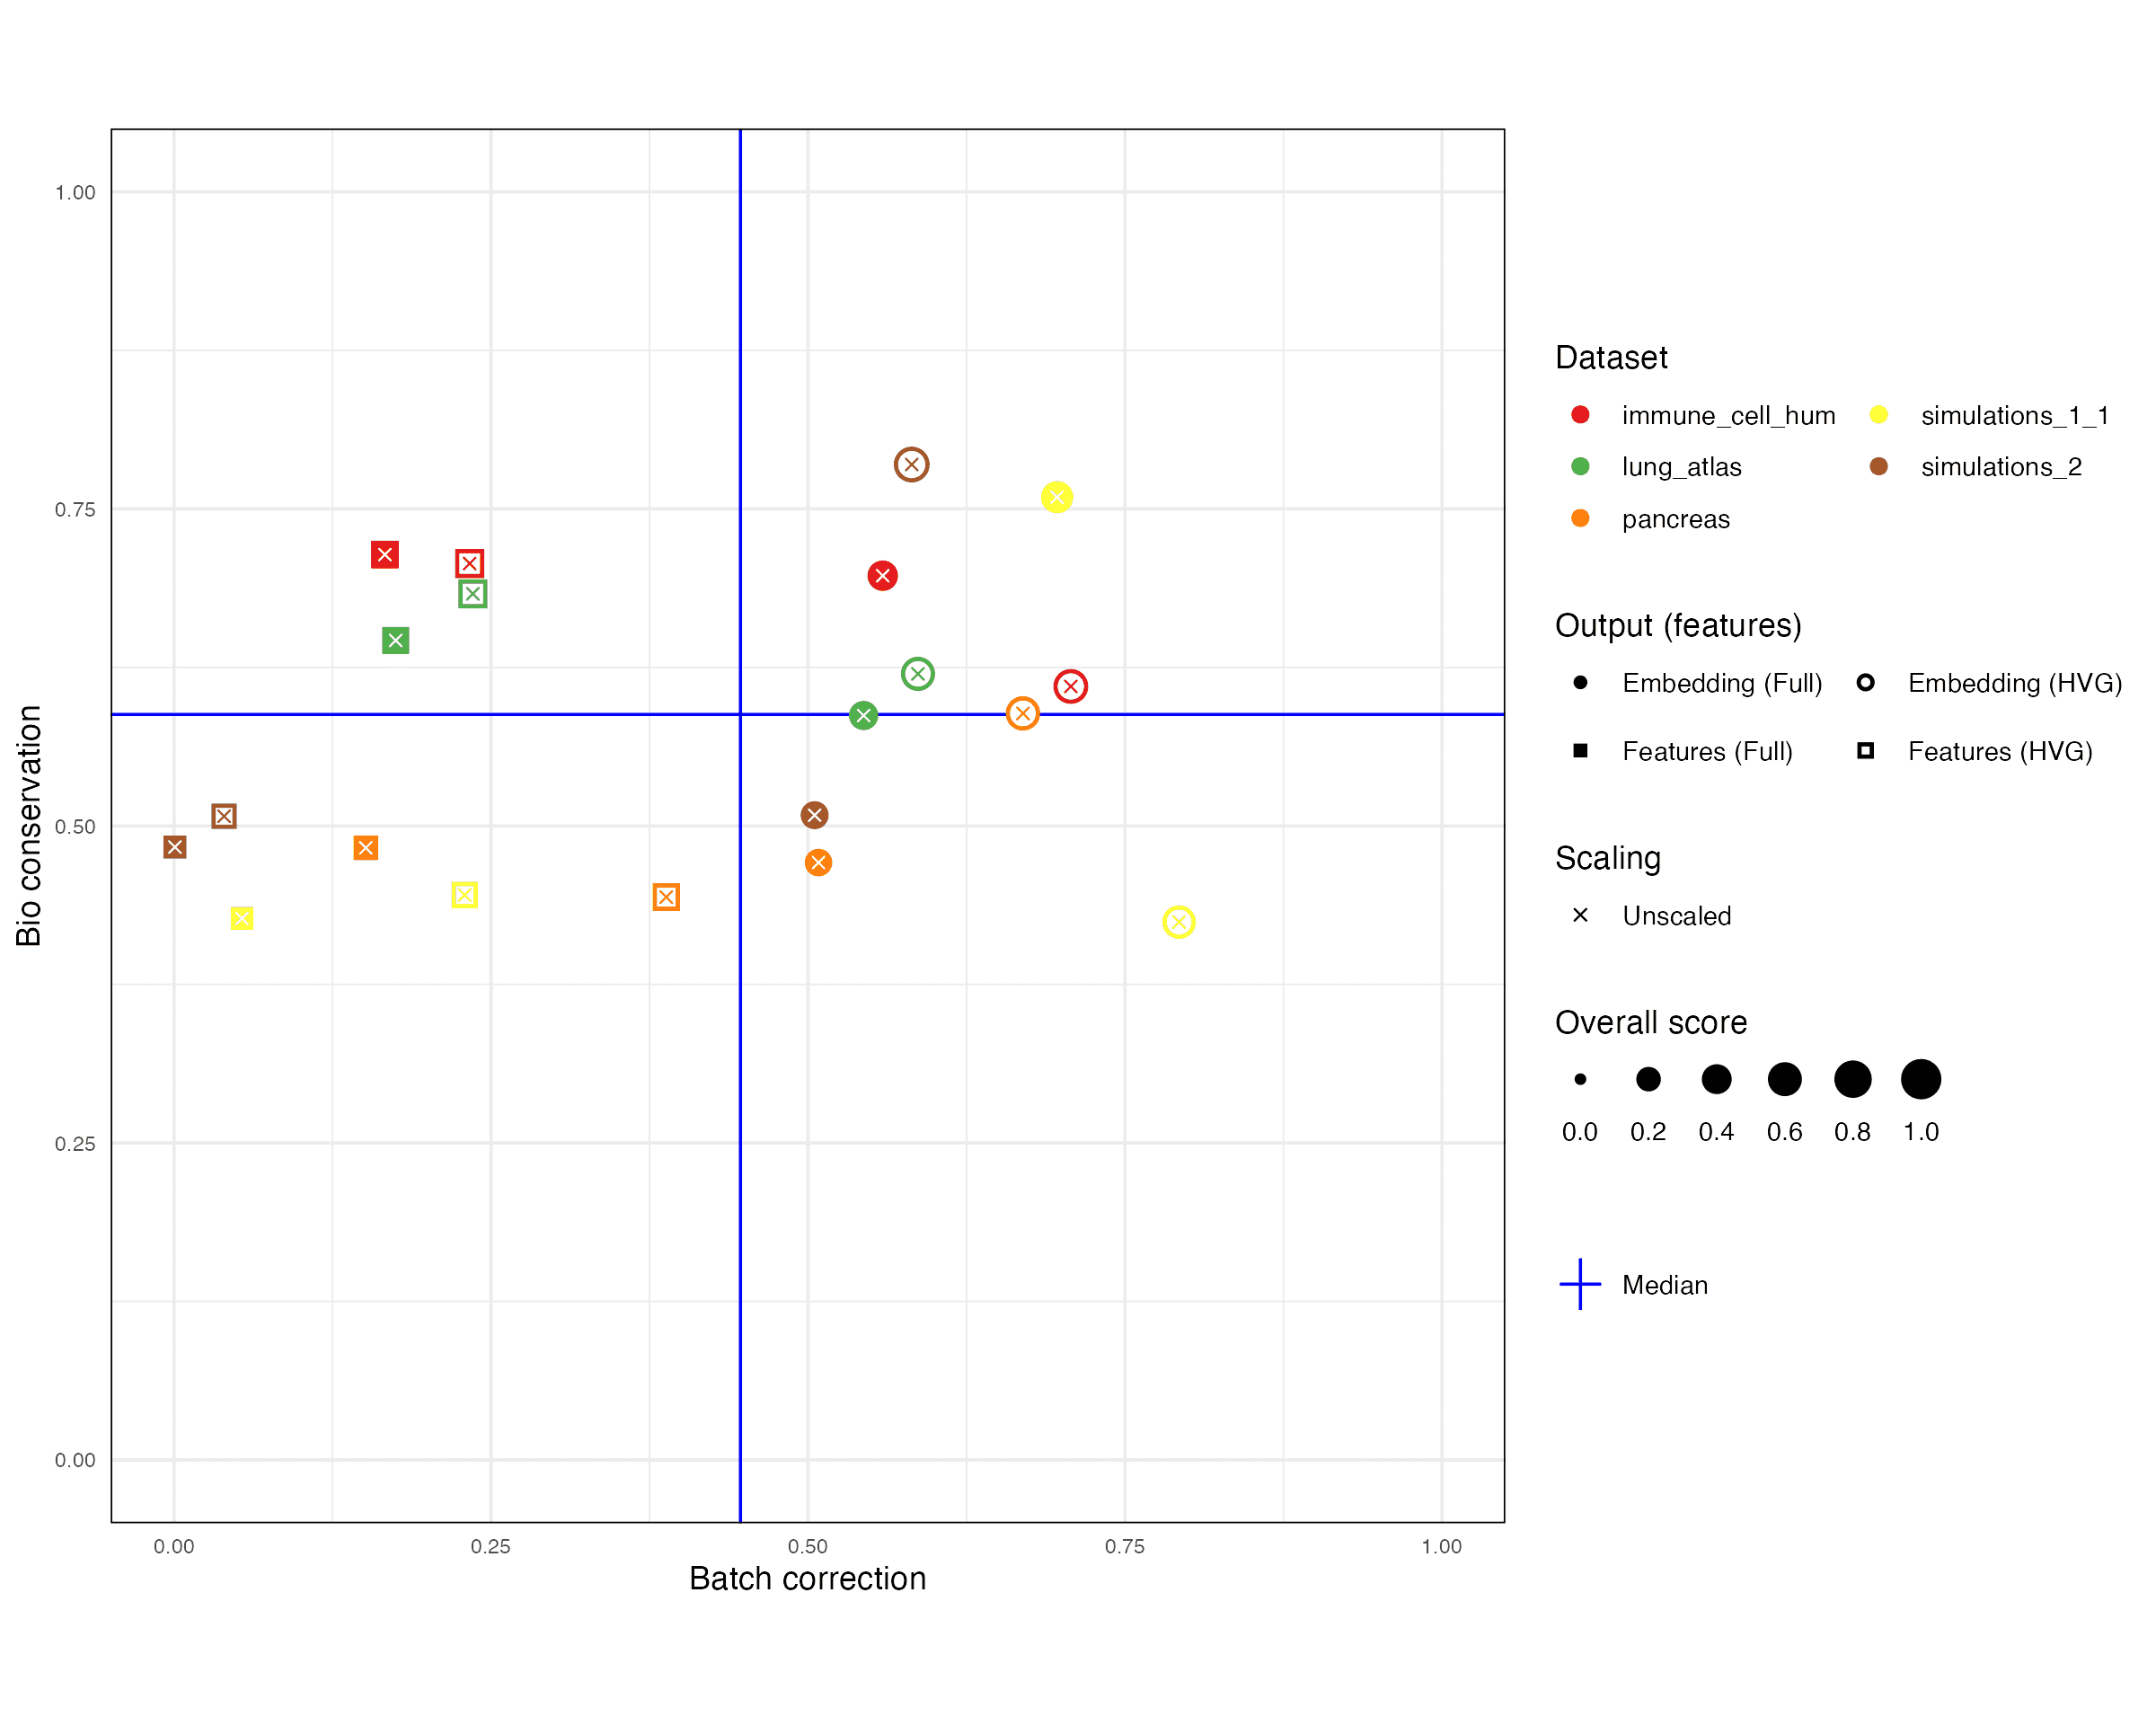 1.00
0.75
0.50
0.25
0.00
Bio conservation
0.00 0.25 0.50 0.75 1.00
Batch correction
Dataset
immune_cell_hum simulations_1_1
lung_atlas simulations_2
pancreas
Output (features)
Embedding (Full) Embedding (HVG)
Features (Full) Features (HVG)
Scaling
Unscaled
Overall score
0.0 0.2 0.4 0.6 0.8 1.0
Median